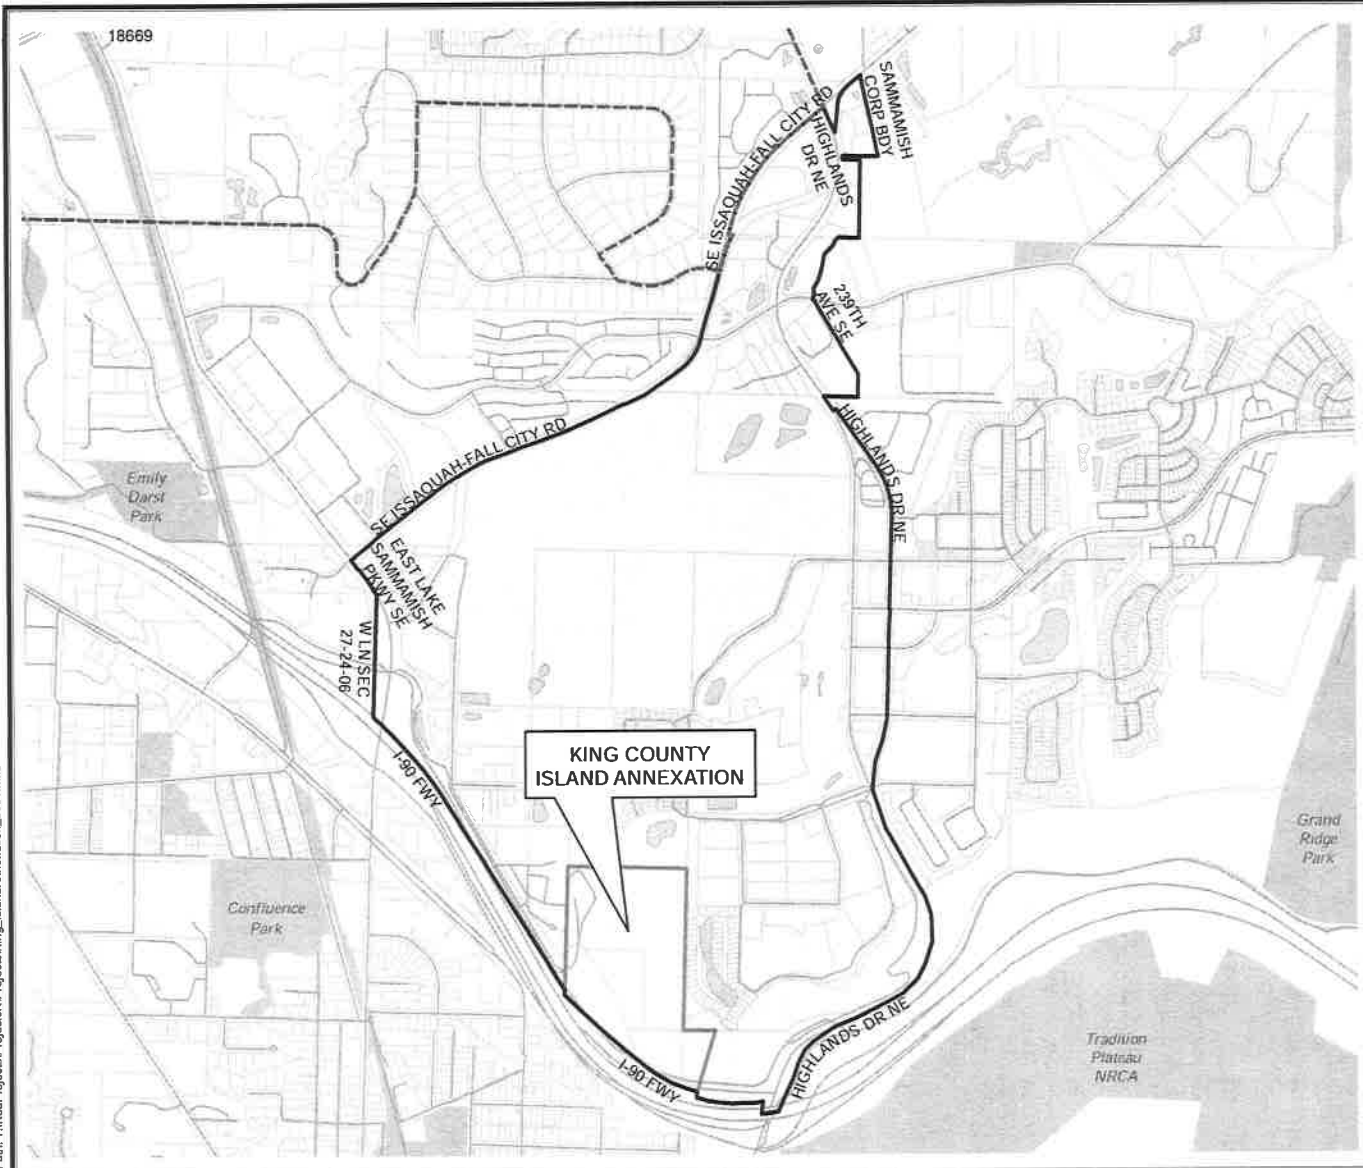 18669
SAMMAMISH
CORP BDY
SE ISSAQUAH-FALL CITY RD
HIGHLANDS
DR NE
239TH
AVE SE
HIGHLANDS DR NE
SE ISSAQUAH-FALL CITY RD
Emily
Darst
Park
EAST LAKE
SAMMAMISH
PKWY SE
W LN SEC
27-24-06
I-90 FWY
KING COUNTY
ISLAND ANNEXATION
Grand
Ridge
Park
Confluence
Park
HIGHLANDS DR NE
I-90 FWY
Tradition
Plateau
NRCA